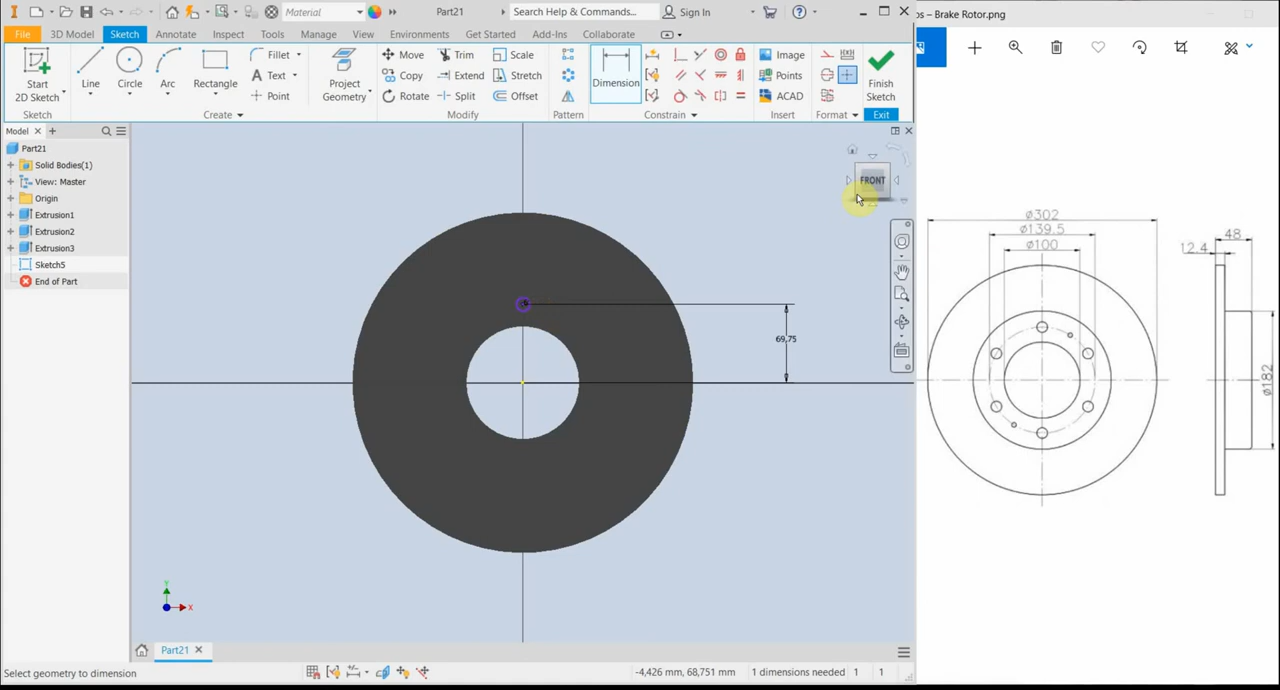 Material
Part21
Search Help & Commands...
Sign In
File
3D Model
Sketch
Annotate
Inspect
Tools
Manage
View
Environments
Get Started
Add-Ins
Collaborate
Start
2D Sketch
Line
Circle
Arc
Rectangle
Fillet
Text
Point
Project
Geometry
Move
Copy
Rotate
Trim
Extend
Split
Scale
Stretch
Offset
Dimension
Image
Points
ACAD
Finish
Sketch
Sketch
Create
Modify
Pattern
Constrain
Insert
Format
Exit
Model
Part21
Solid Bodies(1)
View: Master
Origin
Extrusion1
Extrusion2
Extrusion3
Sketch5
End of Part
FRONT
69,75
Y
X
Part21
Select geometry to dimension
-4,426 mm, 68,751 mm
1 dimensions needed
1
1
os – Brake Rotor.png
Ø302
Ø139.5
Ø100
48
12.4
Ø182